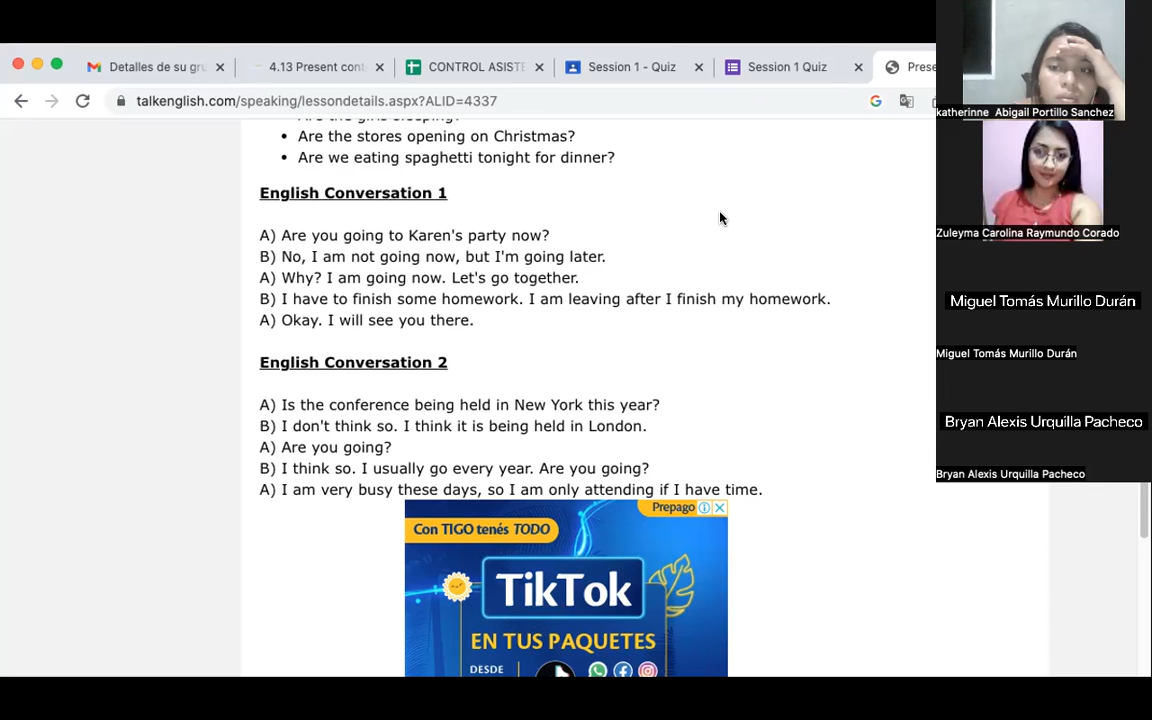 Detalles de su gru
4.13 Present cont
CONTROL ASISTE
Session 1 - Quiz
Session 1 Quiz
Prese
talkenglish.com/speaking/lessondetails.aspx?ALID=4337
• Are the girls sleeping?
• Are the stores opening on Christmas?
• Are we eating spaghetti tonight for dinner?
English Conversation 1
A) Are you going to Karen's party now?
B) No, I am not going now, but I'm going later.
A) Why? I am going now. Let's go together.
B) I have to finish some homework. I am leaving after I finish my homework.
A) Okay. I will see you there.
English Conversation 2
A) Is the conference being held in New York this year?
B) I don't think so. I think it is being held in London.
A) Are you going?
B) I think so. I usually go every year. Are you going?
A) I am very busy these days, so I am only attending if I have time.
Prepago
Con TIGO tenés TODO
TikTok
EN TUS PAQUETES
DESDE
katherinne Abigail Portillo Sanchez
Zuleyma Carolina Raymundo Corado
Miguel Tomás Murillo Durán
Miguel Tomás Murillo Durán
Bryan Alexis Urquilla Pacheco
Bryan Alexis Urquilla Pacheco